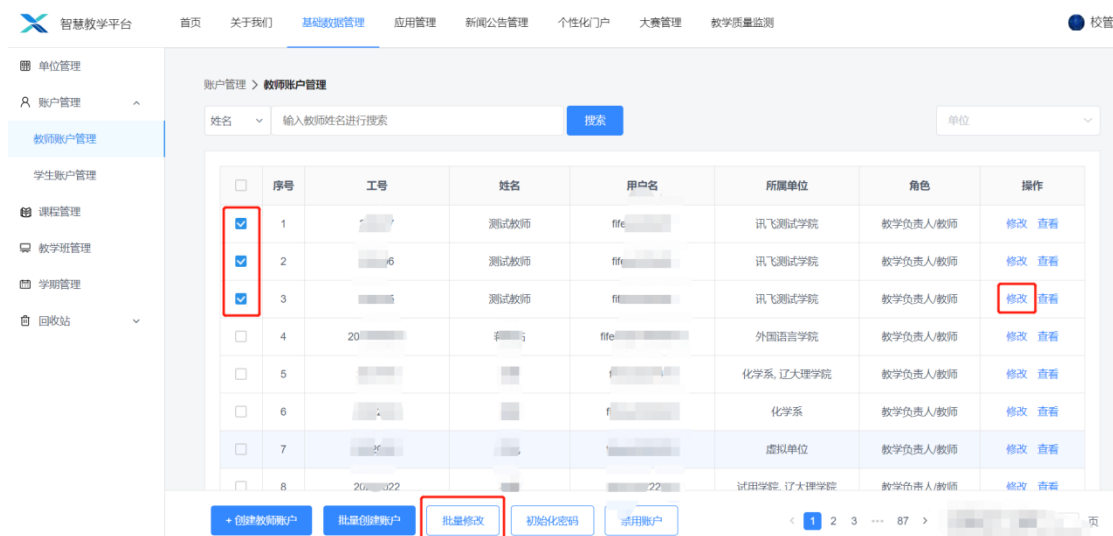 智慧教学平台 首页 关于我们 基础数据管理 应用管理 新闻公告管理 个性化门户 大赛管理 教学质量监测 校管
单位管理
账户管理
教师账户管理
学生账户管理
课程管理
教学班管理
学期管理
回收站
账户管理 > 教师账户管理
姓名 输入教师姓名进行搜索 搜索 单位
序号 工号 姓名 用户名 所属单位 角色 操作
1 测试教师 讯飞测试学院 教学负责人/教师 修改 查看
2 测试教师 讯飞测试学院 教学负责人/教师 修改 查看
3 测试教师 讯飞测试学院 教学负责人/教师 修改 查看
4 外国语言学院 教学负责人/教师 修改 查看
5 化学系, 辽大理学院 教学负责人/教师 修改 查看
6 化学系 教学负责人/教师 修改 查看
7 虚拟单位 教学负责人/教师 修改 查看
8 试用学院, 辽大理学院 教学负责人/教师 修改 查看
+ 创建教师账户 批量创建账户 批量修改 初始化密码 禁用账户 < 1 2 3 ··· 87 > 页